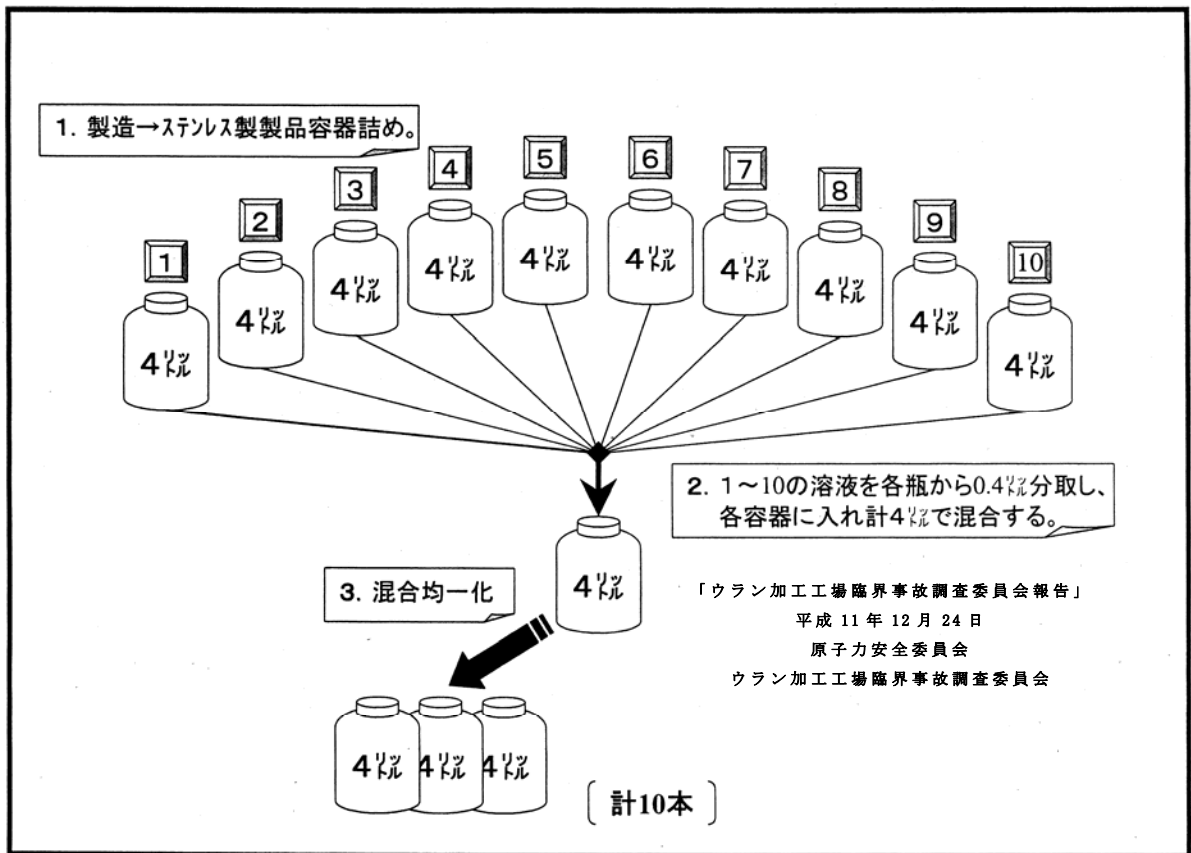 1. 製造→ステンレス製製品容器詰め。
1
2
3
4
5
6
7
8
9
10
4リットル
4リットル
4リットル
4リットル
4リットル
4リットル
4リットル
4リットル
4リットル
4リットル
2. 1～10の溶液を各瓶から0.4リットル分取し、
各容器に入れ計4リットルで混合する。
4リットル
3. 混合均一化
「ウラン加工工場臨界事故調査委員会報告」
平成11年12月24日
原子力安全委員会
ウラン加工工場臨界事故調査委員会
4リットル
4リットル
4リットル
〔計10本〕